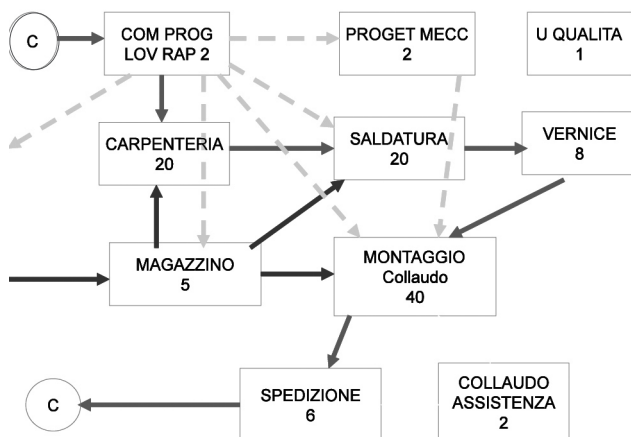 C
COM PROG
LOV RAP 2
PROGET MECC
2
U QUALITA
1
CARPENTERIA
20
SALDATURA
20
VERNICE
8
MAGAZZINO
5
MONTAGGIO
Collaudo
40
C
SPEDIZIONE
6
COLLAUDO
ASSISTENZA
2